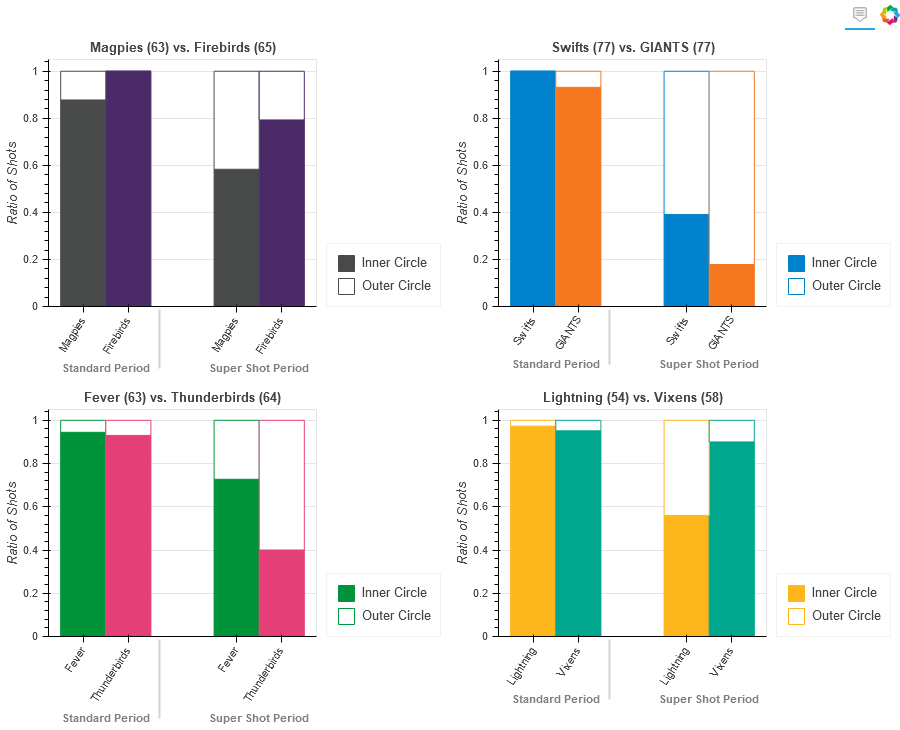 Magpies (63) vs. Firebirds (65)
Ratio of Shots
1
0.8
0.6
0.4
0.2
0
Magpies
Firebirds
Magpies
Firebirds
Standard Period
Super Shot Period
Inner Circle
Outer Circle
Swifts (77) vs. GIANTS (77)
Ratio of Shots
1
0.8
0.6
0.4
0.2
0
Swifts
GIANTS
Swifts
GIANTS
Standard Period
Super Shot Period
Inner Circle
Outer Circle
Fever (63) vs. Thunderbirds (64)
Ratio of Shots
1
0.8
0.6
0.4
0.2
0
Fever
Thunderbirds
Fever
Thunderbirds
Standard Period
Super Shot Period
Inner Circle
Outer Circle
Lightning (54) vs. Vixens (58)
Ratio of Shots
1
0.8
0.6
0.4
0.2
0
Lightning
Vixens
Lightning
Vixens
Standard Period
Super Shot Period
Inner Circle
Outer Circle